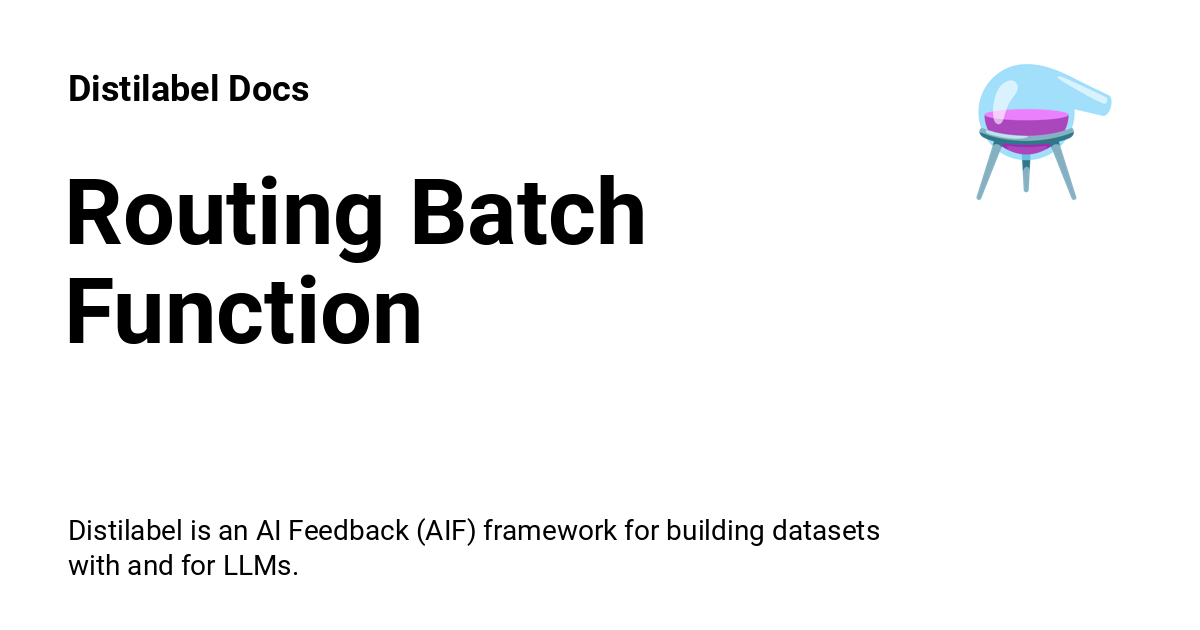 Distilabel Docs
Routing Batch
Function
Distilabel is an AI Feedback (AIF) framework for building datasets
with and for LLMs.